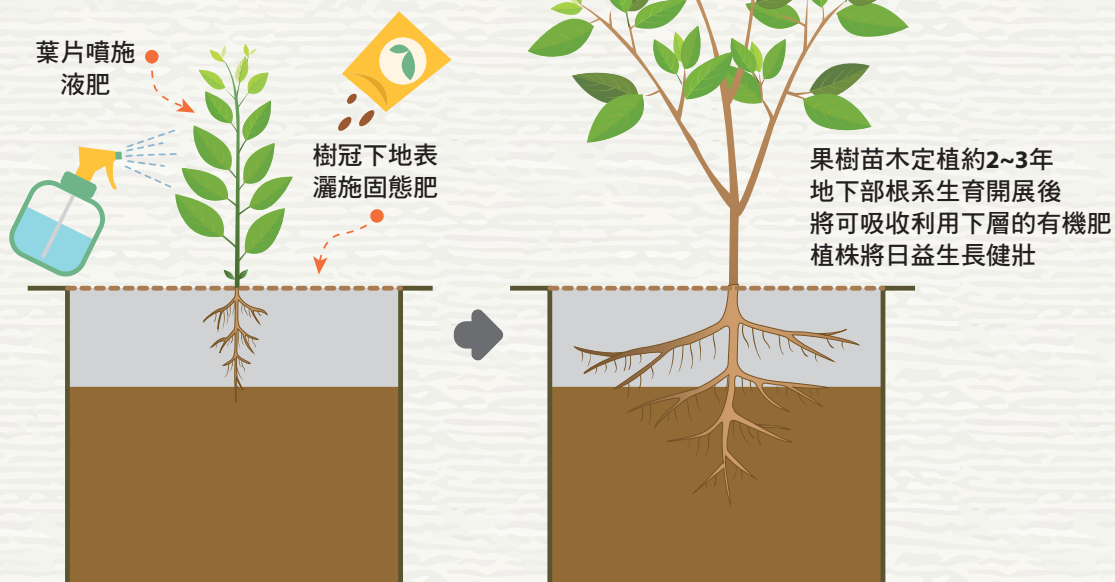 葉片噴施
液肥
樹冠下地表
灑施固態肥
果樹苗木定植約2~3年
地下部根系生育開展後
將可吸收利用下層的有機肥
植株將日益生長健壯